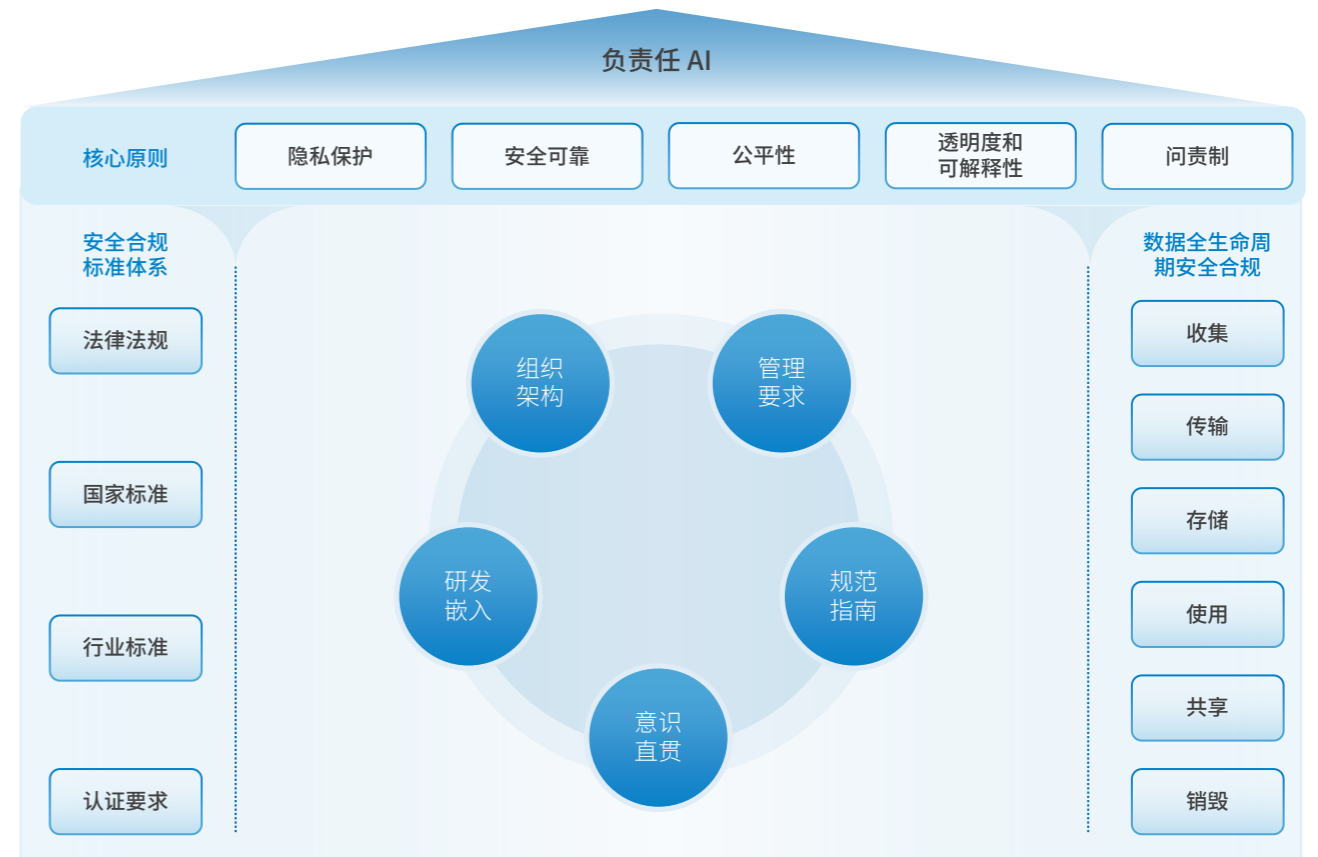 负责任 AI
核心原则
隐私保护
安全可靠
公平性
透明度和
可解释性
问责制
安全合规
标准体系
法律法规
国家标准
行业标准
认证要求
组织
架构
管理
要求
研发
嵌入
规范
指南
意识
直贯
数据全生命周
期安全合规
收集
传输
存储
使用
共享
销毁